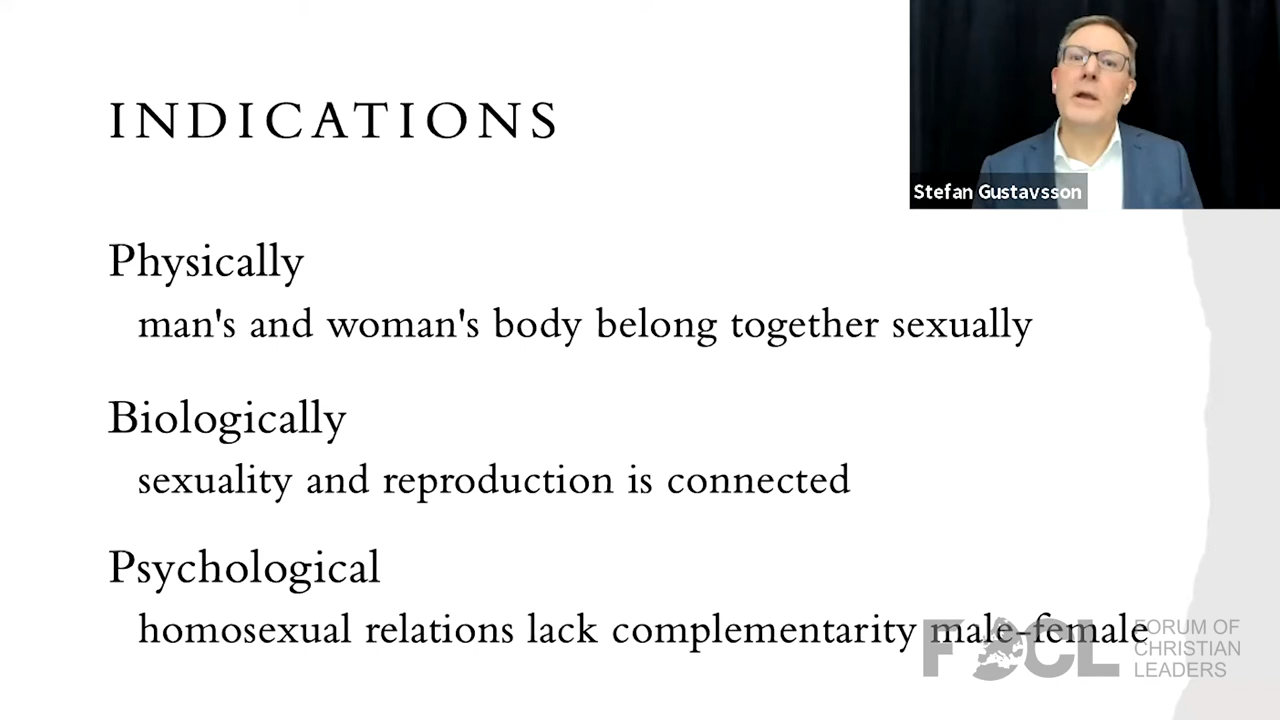 INDICATIONS
Stefan Gustavsson
Physically
man's and woman's body belong together sexually
Biologically
sexuality and reproduction is connected
Psychological
homosexual relations lack complementarity male-female
FOCL
FORUM OF
CHRISTIAN
LEADERS